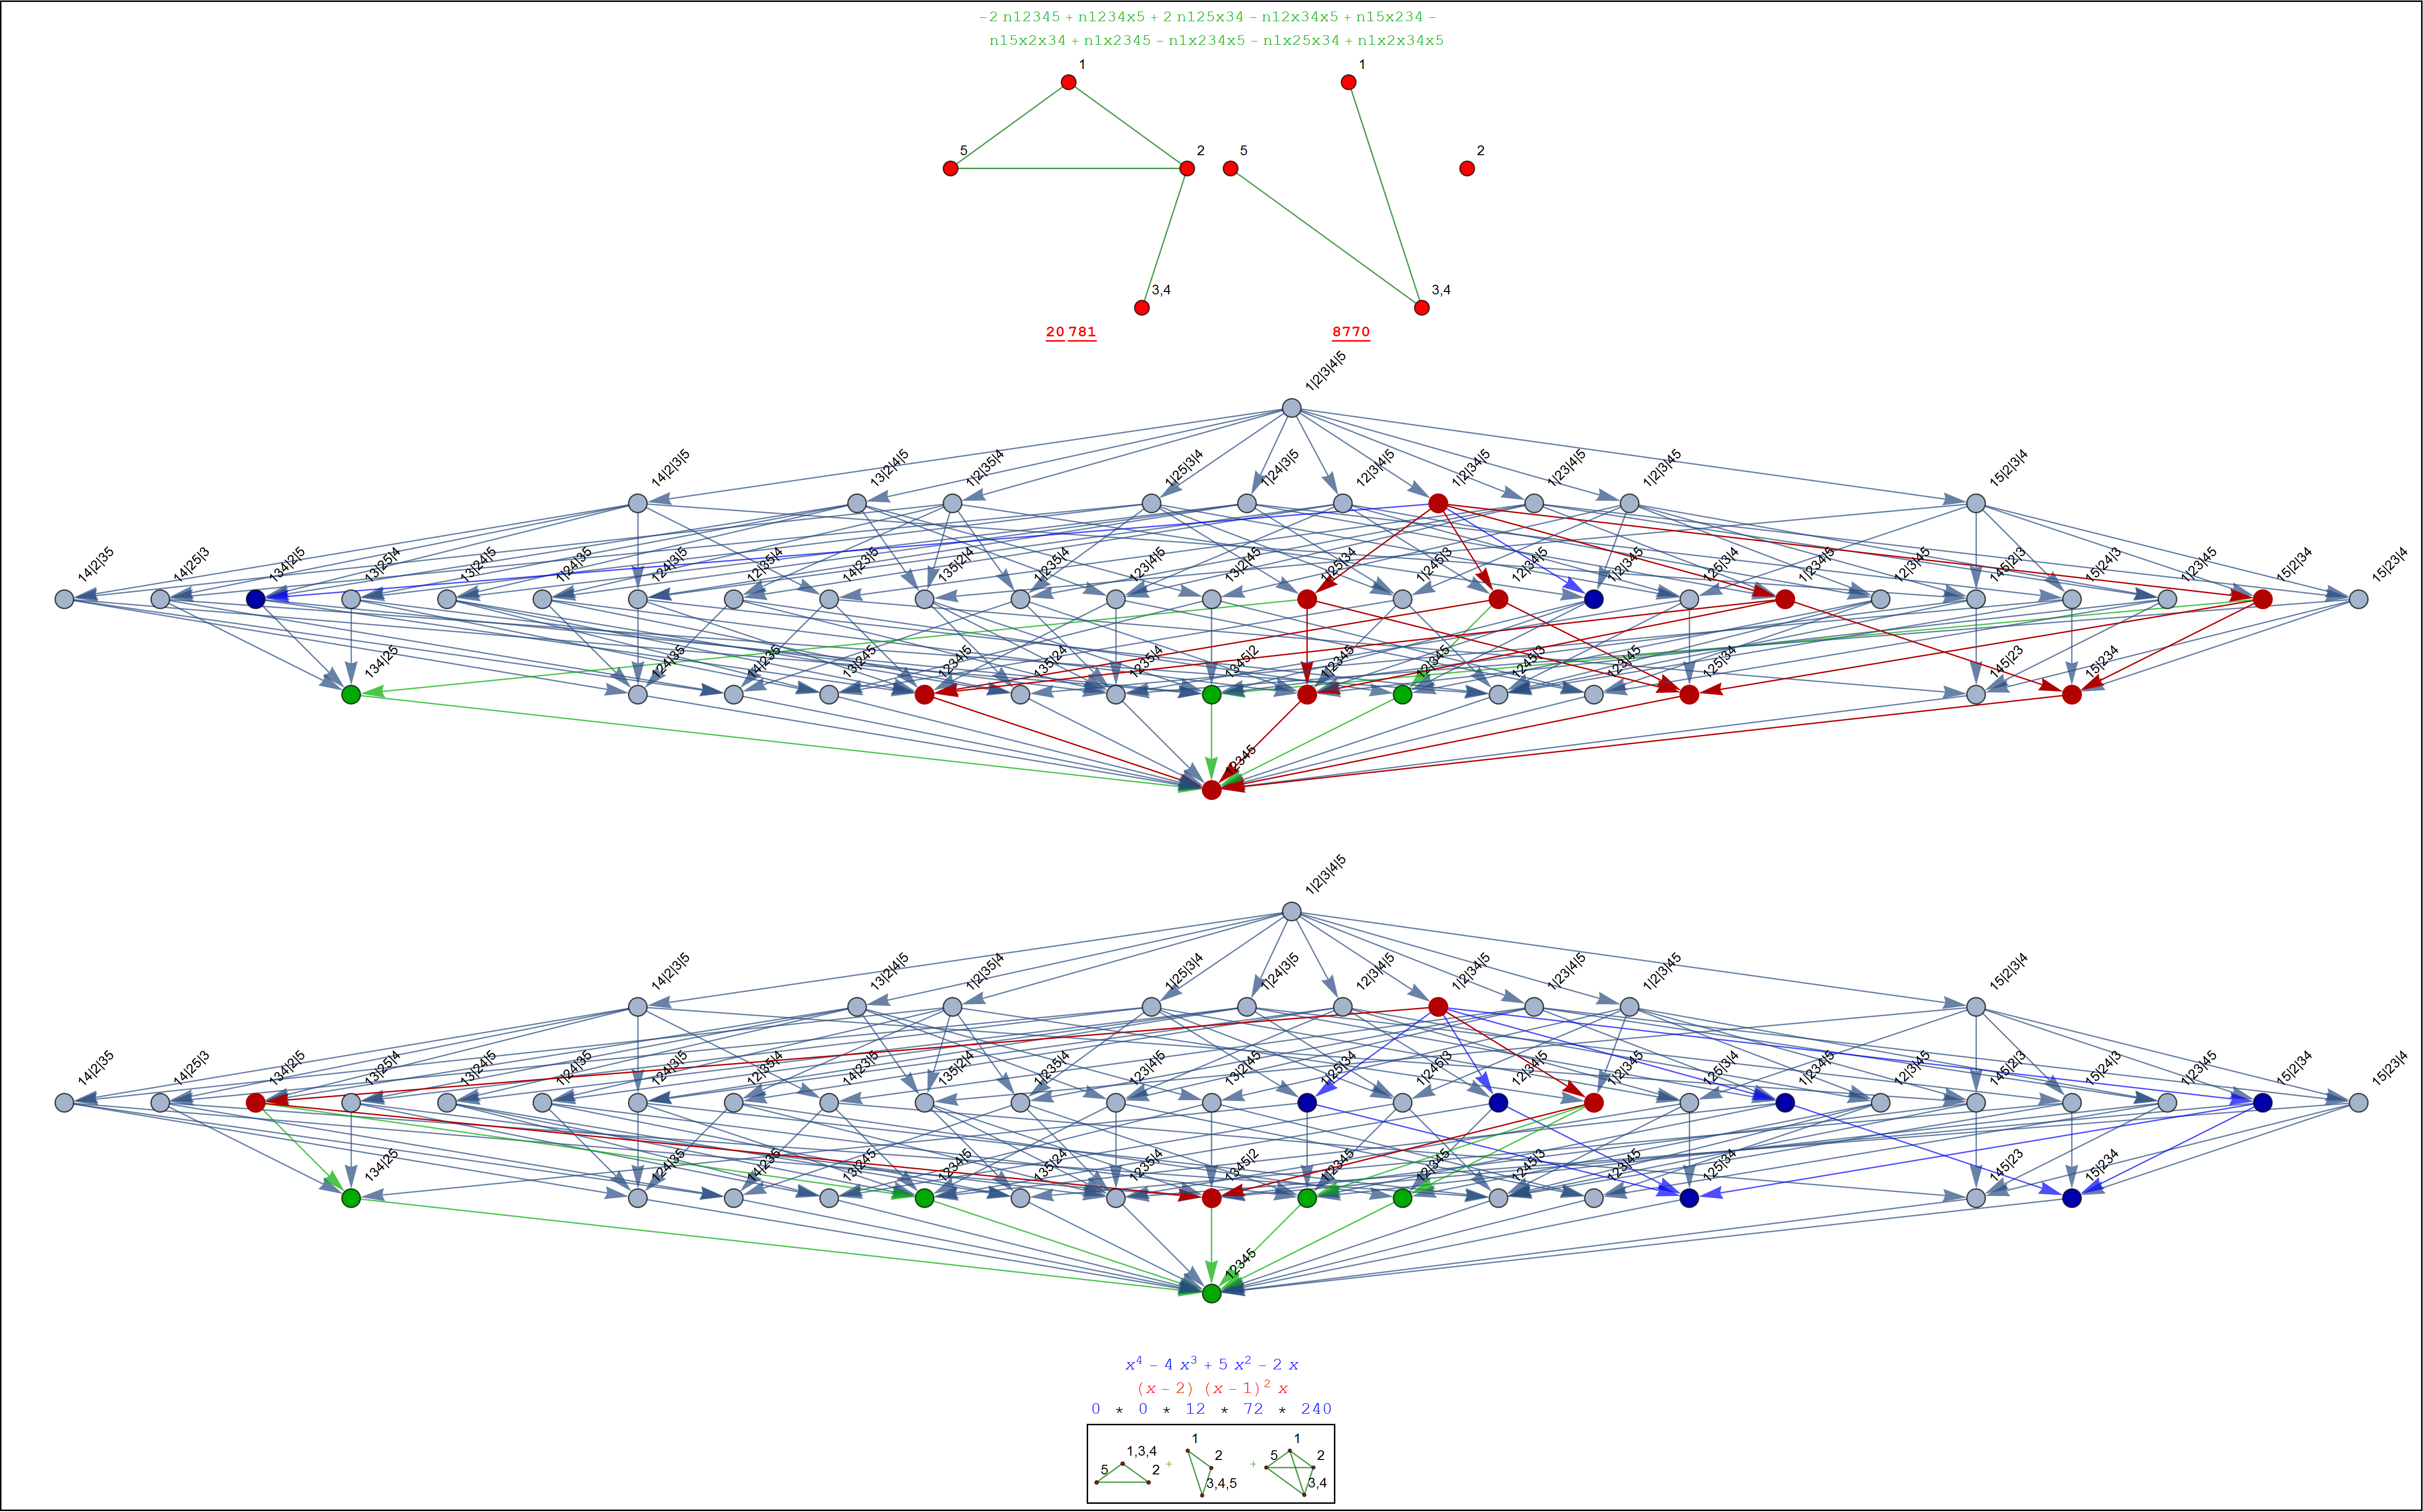 -2 n12345 + n1234x5 + 2 n125x34 - n12x34x5 + n15x234 -
n15x2x34 + n1x2345 - n1x234x5 - n1x25x34 + n1x2x34x5
1 1
5 2 5 2
3,4 3,4
20 781 8770
1|2|3|4|5
14|2|3|5 13|2|4|5 1|2|35|4 1|25|3|4 1|24|3|5 12|3|4|5 1|2|34|5 1|23|4|5 1|2|3|45 15|2|3|4
14|2|35 14|25|3 134|2|5 13|25|4 13|24|5 1|24|35 124|3|5 12|35|4 14|23|5 135|2|4 1|235|4 123|4|5 13|2|45 1|25|34 1|245|3 12|34|5 1|2|345 125|3|4 1|234|5 12|3|45 145|2|3 15|24|3 1|23|45 15|2|34 15|23|4
134|25 124|35 14|235 13|245 1234|5 135|24 1235|4 1345|2 1|2345 12|345 1245|3 123|45 125|34 145|23 15|234
12345
1|2|3|4|5
14|2|3|5 13|2|4|5 1|2|35|4 1|25|3|4 1|24|3|5 12|3|4|5 1|2|34|5 1|23|4|5 1|2|3|45 15|2|3|4
14|2|35 14|25|3 134|2|5 13|25|4 13|24|5 1|24|35 124|3|5 12|35|4 14|23|5 135|2|4 1|235|4 123|4|5 13|2|45 1|25|34 1|245|3 12|34|5 1|2|345 125|3|4 1|234|5 12|3|45 145|2|3 15|24|3 1|23|45 15|2|34 15|23|4
134|25 124|35 14|235 13|245 1234|5 135|24 1235|4 1345|2 1|2345 12|345 1245|3 123|45 125|34 145|23 15|234
12345
x⁴ - 4 x³ + 5 x² - 2 x
(x - 2) (x - 1)² x
0 * 0 * 12 * 72 * 240
1,3,4 1 1
5 2 + 2 + 5 2
3,4,5 3,4